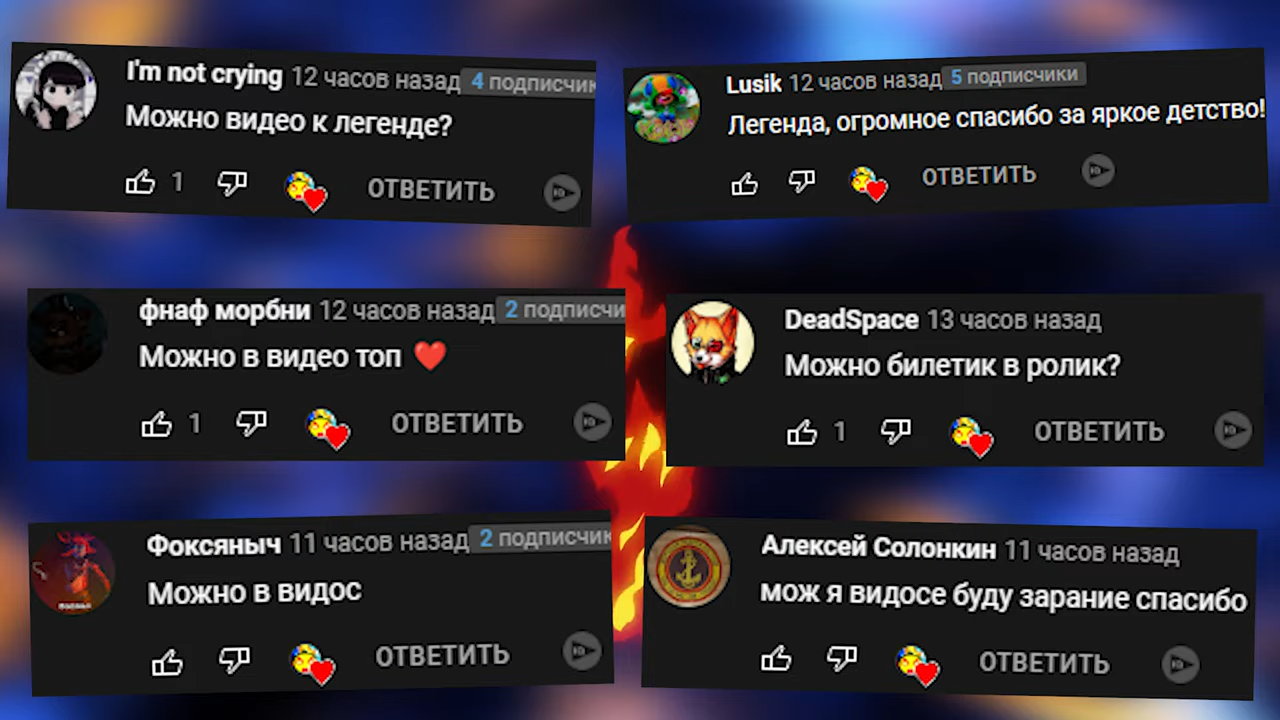 I'm not crying 12 часов назад 4 подписчик
Можно видео к легенде?
1 ОТВЕТИТЬ
Lusik 12 часов назад 5 подписчики
Легенда, огромное спасибо за яркое детство!
ОТВЕТИТЬ
фнаф морбни 12 часов назад 2 подписчи
Можно в видео топ ❤️
1 ОТВЕТИТЬ
DeadSpace 13 часов назад
Можно билетик в ролик?
1 ОТВЕТИТЬ
Фоксяныч 11 часов назад 2 подписчик
Можно в видос
ОТВЕТИТЬ
Алексей Солонкин 11 часов назад
мож я видосе буду зарание спасибо
ОТВЕТИТЬ